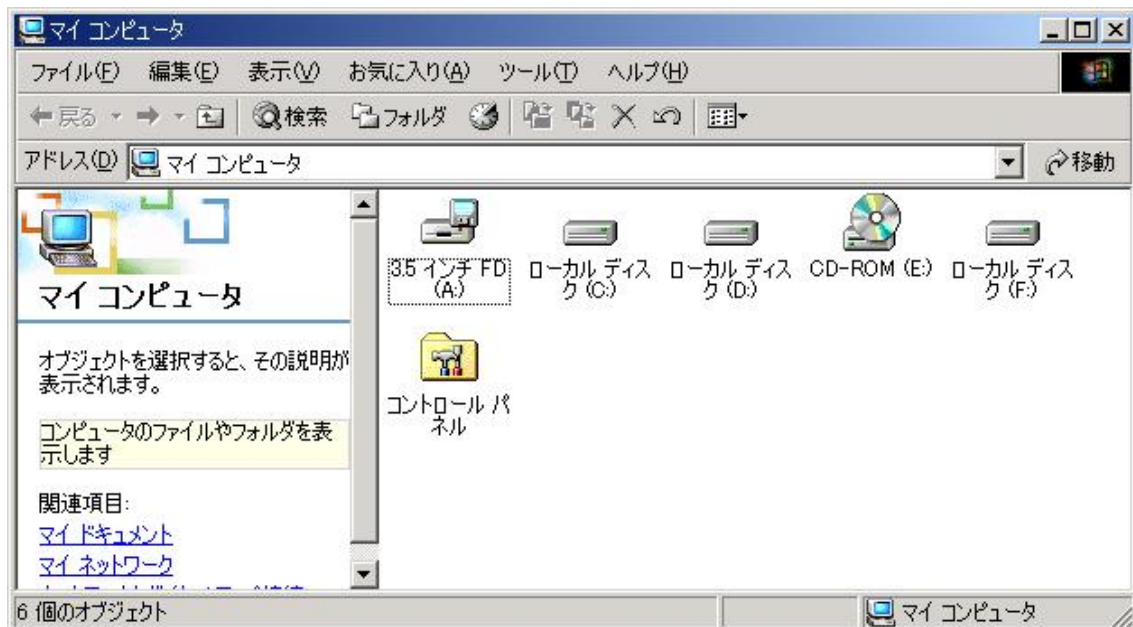 マイ コンピュータ
ファイル(F) 編集(E) 表示(V) お気に入り(A) ツール(T) ヘルプ(H)
戻る 検索 フォルダ
アドレス(D) マイ コンピュータ 移動
マイ コンピュータ
オブジェクトを選択すると、その説明が
表示されます。
コンピュータのファイルやフォルダを表
示します
関連項目:
マイ ドキュメント
マイ ネットワーク
3.5 インチ FD
(A:)
ローカル ディス
ク (C:)
ローカル ディス
ク (D:)
CD-ROM (E:)
ローカル ディス
ク (F:)
コントロール パ
ネル
6 個のオブジェクト
マイ コンピュータ